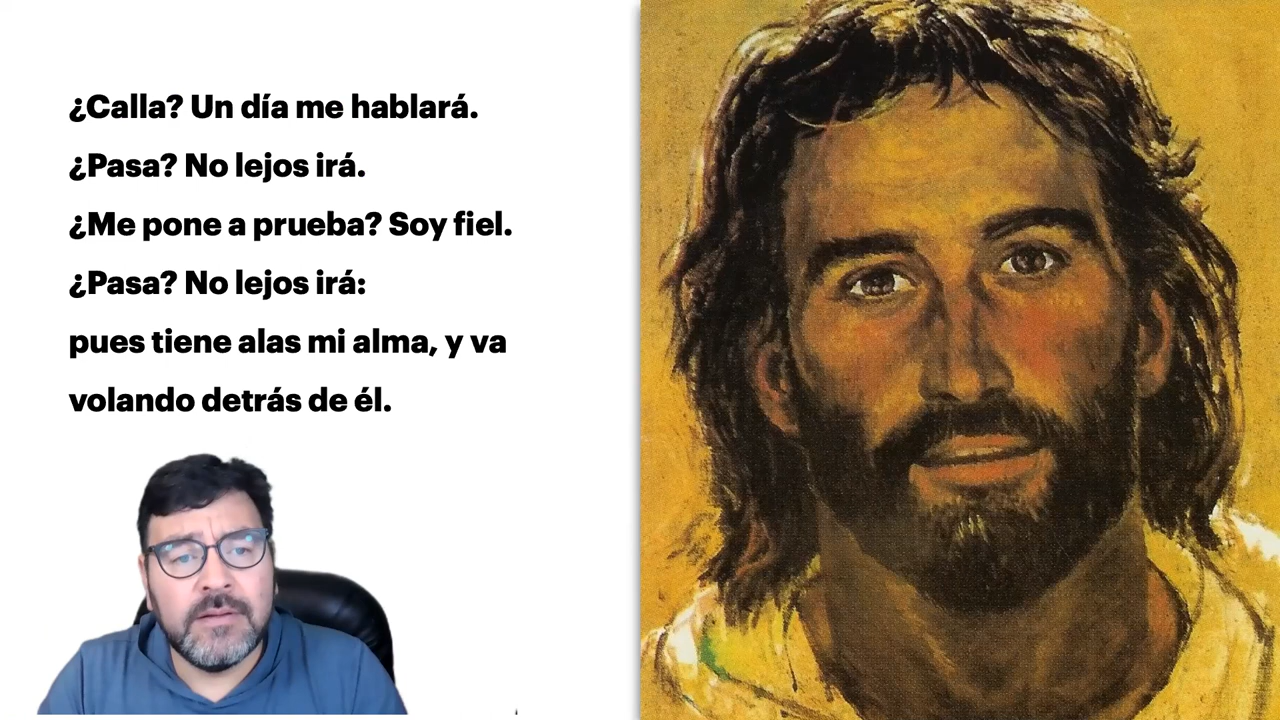 ¿Calla? Un día me hablará.
¿Pasa? No lejos irá.
¿Me pone a prueba? Soy fiel.
¿Pasa? No lejos irá:
pues tiene alas mi alma, y va
volando detrás de él.